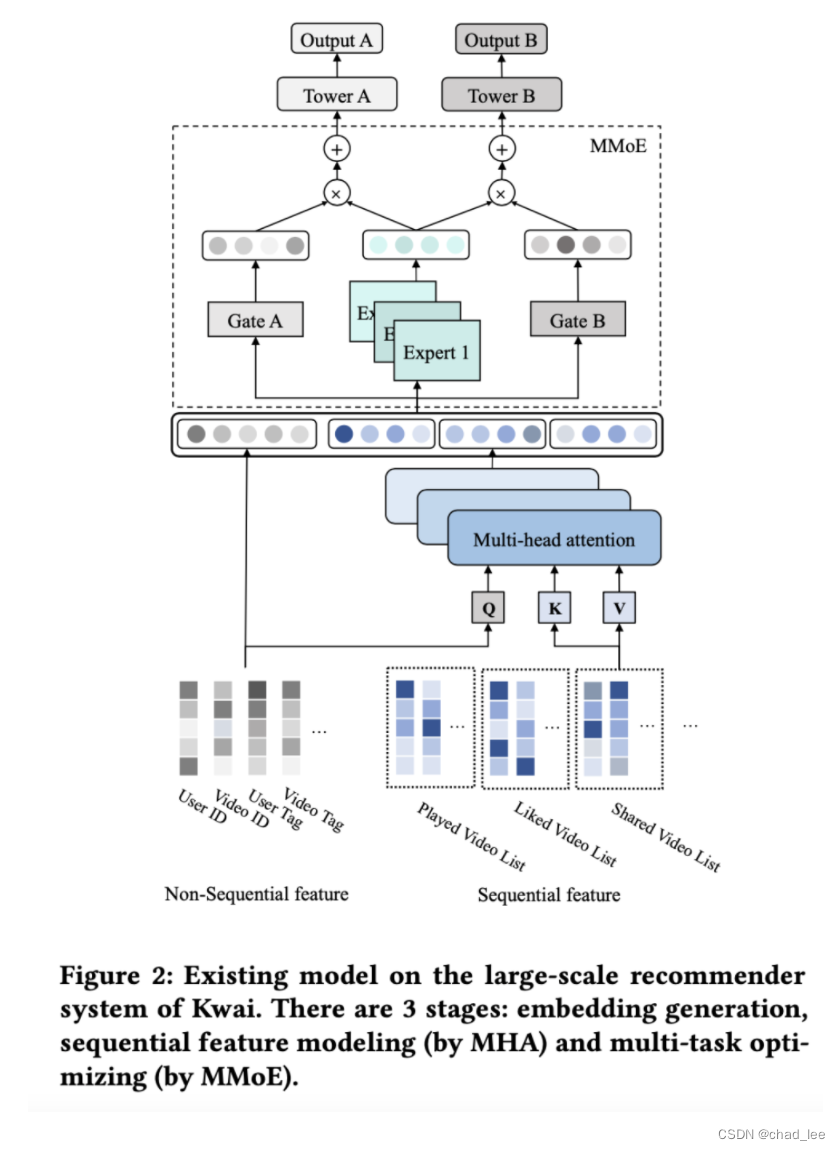 Output A
Output B
Tower A
Tower B
+
+
MMoE
×
×
Gate A
Ex
E
Expert 1
Gate B
Multi-head attention
Q
K
V
...
...
...
...
...
User ID
Video ID
User Tag
Video Tag
Played Video List
Liked Video List
Shared Video List
Non-Sequential feature
Sequential feature
Figure 2: Existing model on the large-scale recommender
system of Kwai. There are 3 stages: embedding generation,
sequential feature modeling (by MHA) and multi-task opti-
mizing (by MMoE).
CSDN @chad_lee